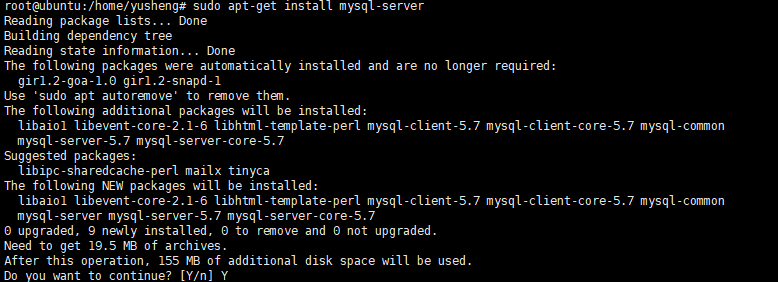 root@ubuntu:/home/yusheng# sudo apt-get install mysql-server
Reading package lists... Done
Building dependency tree
Reading state information... Done
The following packages were automatically installed and are no longer required:
  gir1.2-goa-1.0 gir1.2-snapd-1
Use 'sudo apt autoremove' to remove them.
The following additional packages will be installed:
  libaio1 libevent-core-2.1-6 libhtml-template-perl mysql-client-5.7 mysql-client-core-5.7 mysql-common
  mysql-server-5.7 mysql-server-core-5.7
Suggested packages:
  libipc-sharedcache-perl mailx tinyca
The following NEW packages will be installed:
  libaio1 libevent-core-2.1-6 libhtml-template-perl mysql-client-5.7 mysql-client-core-5.7 mysql-common
  mysql-server mysql-server-5.7 mysql-server-core-5.7
0 upgraded, 9 newly installed, 0 to remove and 0 not upgraded.
Need to get 19.5 MB of archives.
After this operation, 155 MB of additional disk space will be used.
Do you want to continue? [Y/n] Y